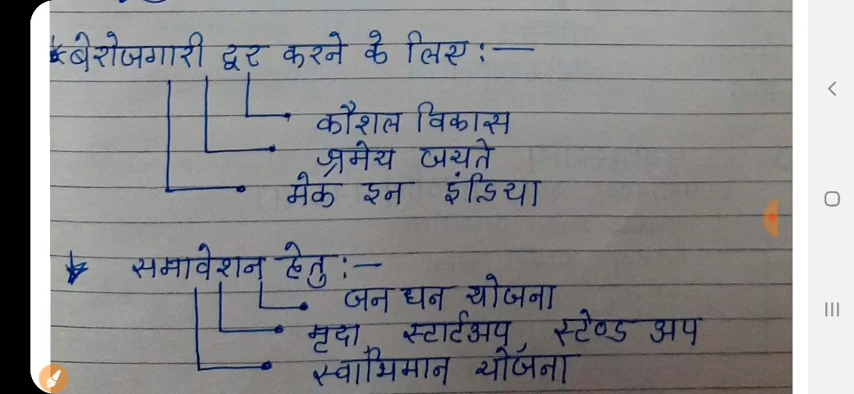 * बेरोजगारी दूर करने के लिए :—
कौशल विकास
श्रमेय जयते
मेक इन इंडिया
* समावेशन हेतु :—
जन धन योजना
मृदा, स्टार्टअप, स्टेण्ड अप
स्वाभिमान योजना